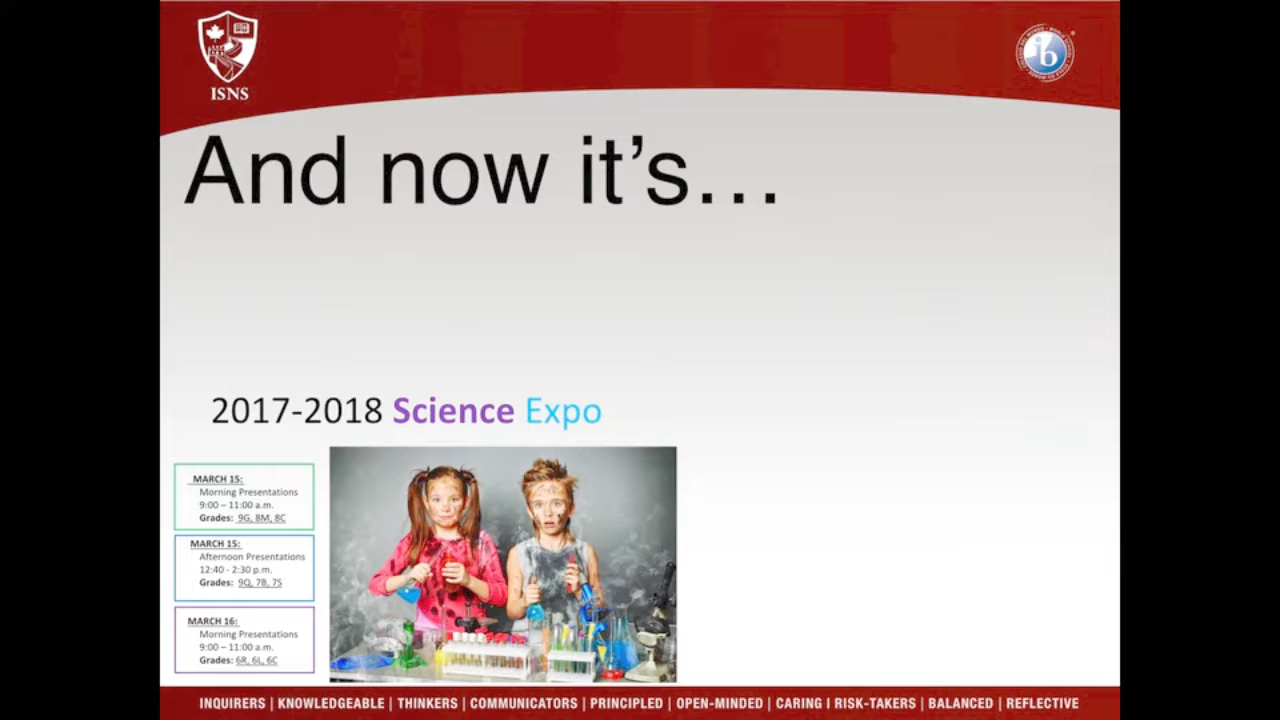 ISNS
ib
And now it’s…
2017-2018 Science Expo
MARCH 15:
Morning Presentations
9:00 – 11:00 a.m.
Grades: 9G, 8M, 8C
MARCH 15:
Afternoon Presentations
12:40 - 2:30 p.m.
Grades: 9Q, 7B, 7S
MARCH 16:
Morning Presentations
9:00 – 11:00 a.m.
Grades: 6R, 6L, 6C
INQUIRERS | KNOWLEDGEABLE | THINKERS | COMMUNICATORS | PRINCIPLED | OPEN-MINDED | CARING I RISK-TAKERS | BALANCED | REFLECTIVE